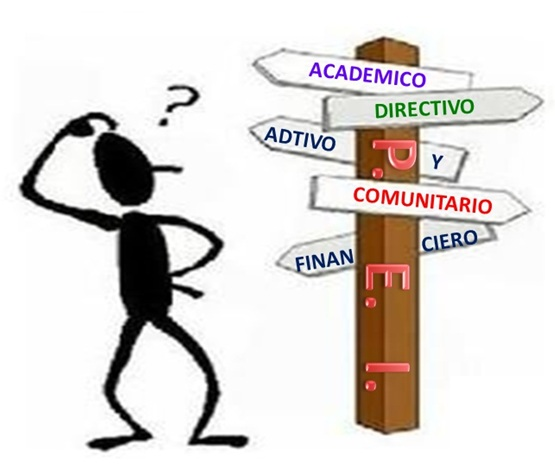 ?
ACADEMICO
DIRECTIVO
ADTIVO Y
COMUNITARIO
FINAN CIERO
P. E. I.